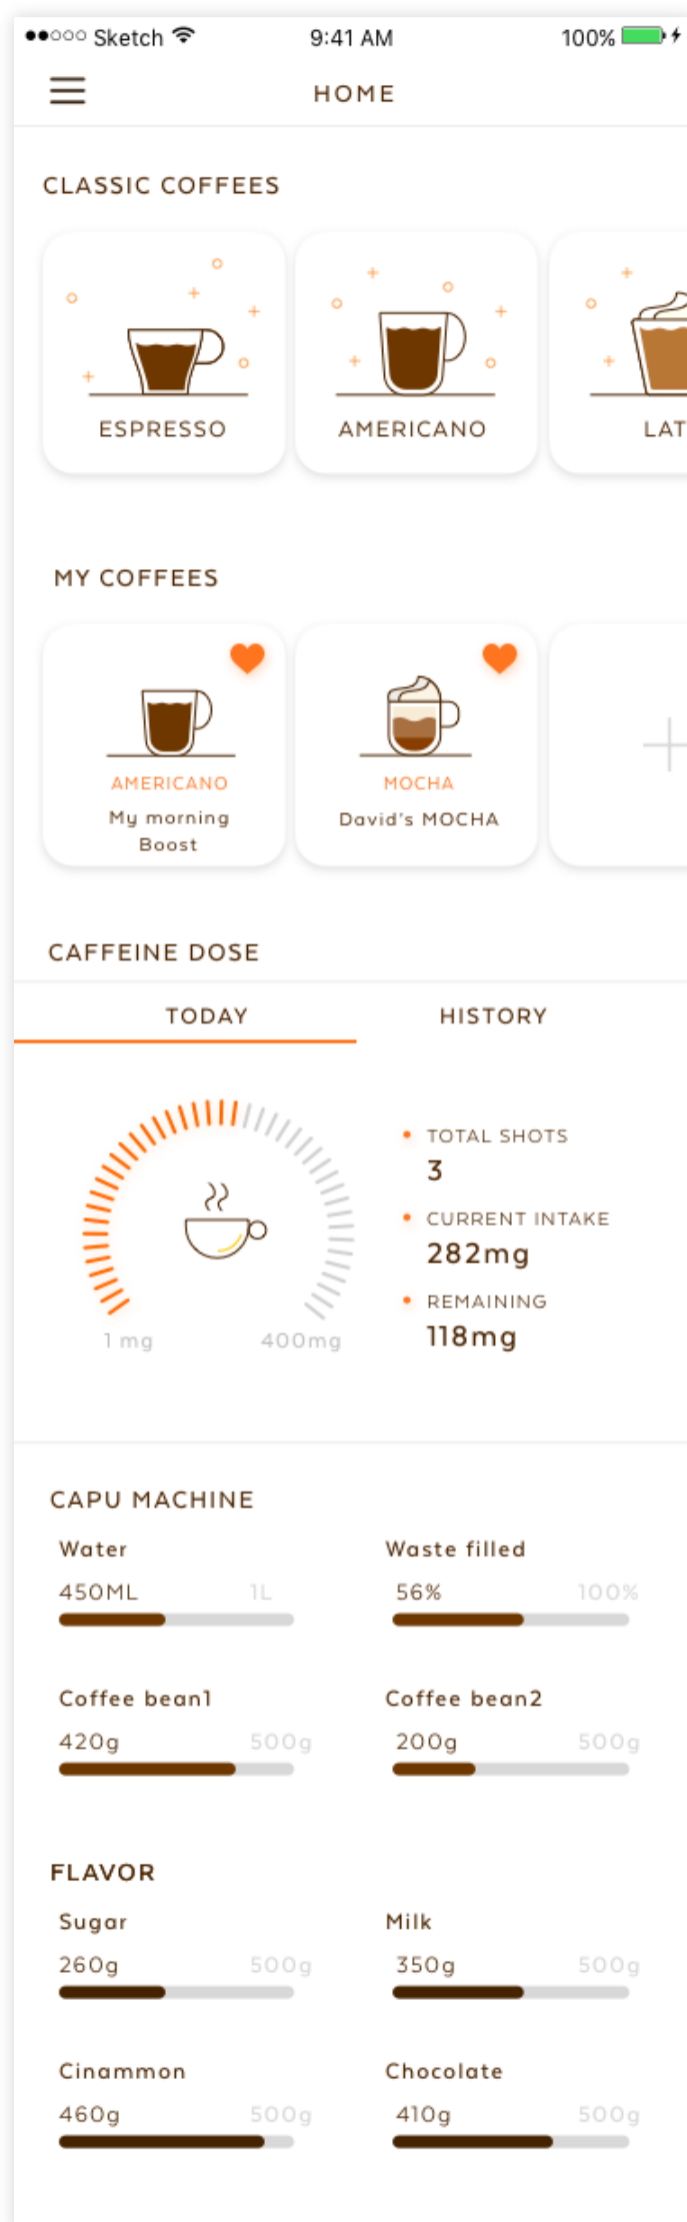 Sketch 9:41 AM 100%
HOME
CLASSIC COFFEES
ESPRESSO AMERICANO LAT
MY COFFEES
AMERICANO MOCHA
My morning David's MOCHA
Boost
CAFFEINE DOSE
TODAY HISTORY
TOTAL SHOTS
3
CURRENT INTAKE
282mg
REMAINING
118mg
1 mg 400mg
CAPU MACHINE
Water Waste filled
450ML 1L 56% 100%
Coffee bean1 Coffee bean2
420g 500g 200g 500g
FLAVOR
Sugar Milk
260g 500g 350g 500g
Cinammon Chocolate
460g 500g 410g 500g